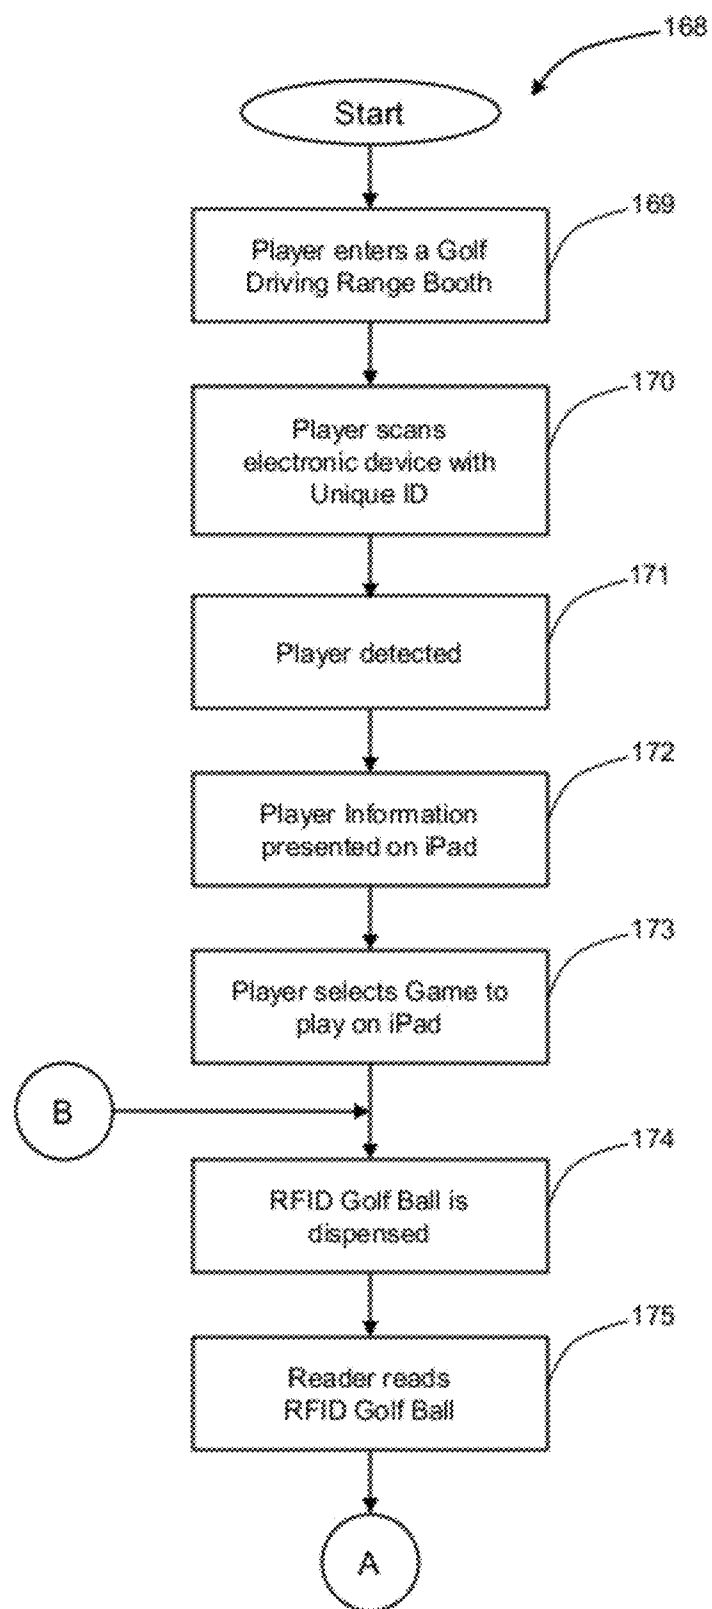 168
Start
169
Player enters a Golf
Driving Range Booth
170
Player scans
electronic device with
Unique ID
171
Player detected
172
Player Information
presented on iPad
173
Player selects Game to
play on iPad
B
174
RFID Golf Ball is
dispensed
175
Reader reads
RFID Golf Ball
A